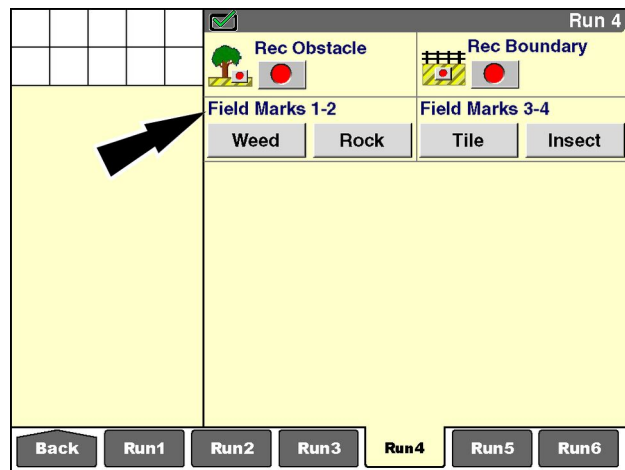 Run 4
Rec Obstacle
Rec Boundary
Field Marks 1-2
Field Marks 3-4
Weed
Rock
Tile
Insect
Back
Run1
Run2
Run3
Run4
Run5
Run6